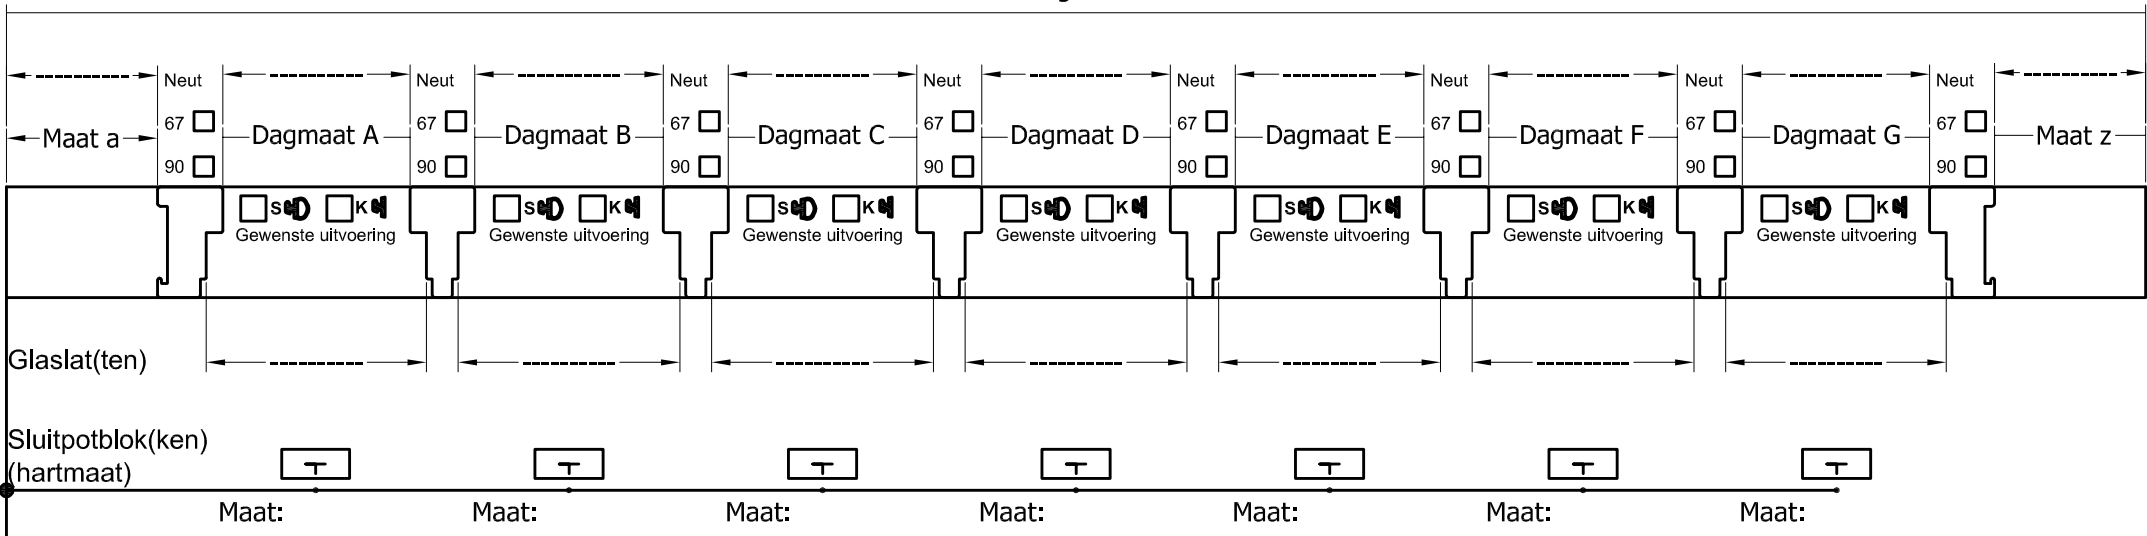 Neut Neut Neut Neut Neut Neut Neut Neut
67 67 67 67 67 67 67 67
Maat a Dagmaat A Dagmaat B Dagmaat C Dagmaat D Dagmaat E Dagmaat F Dagmaat G Maat z
90 90 90 90 90 90 90 90
S K S K S K S K S K S K S K
Gewenste uitvoering Gewenste uitvoering Gewenste uitvoering Gewenste uitvoering Gewenste uitvoering Gewenste uitvoering Gewenste uitvoering
Glaslat(ten)
Sluitpotblok(ken)
(hartmaat)
Maat: Maat: Maat: Maat: Maat: Maat: Maat: